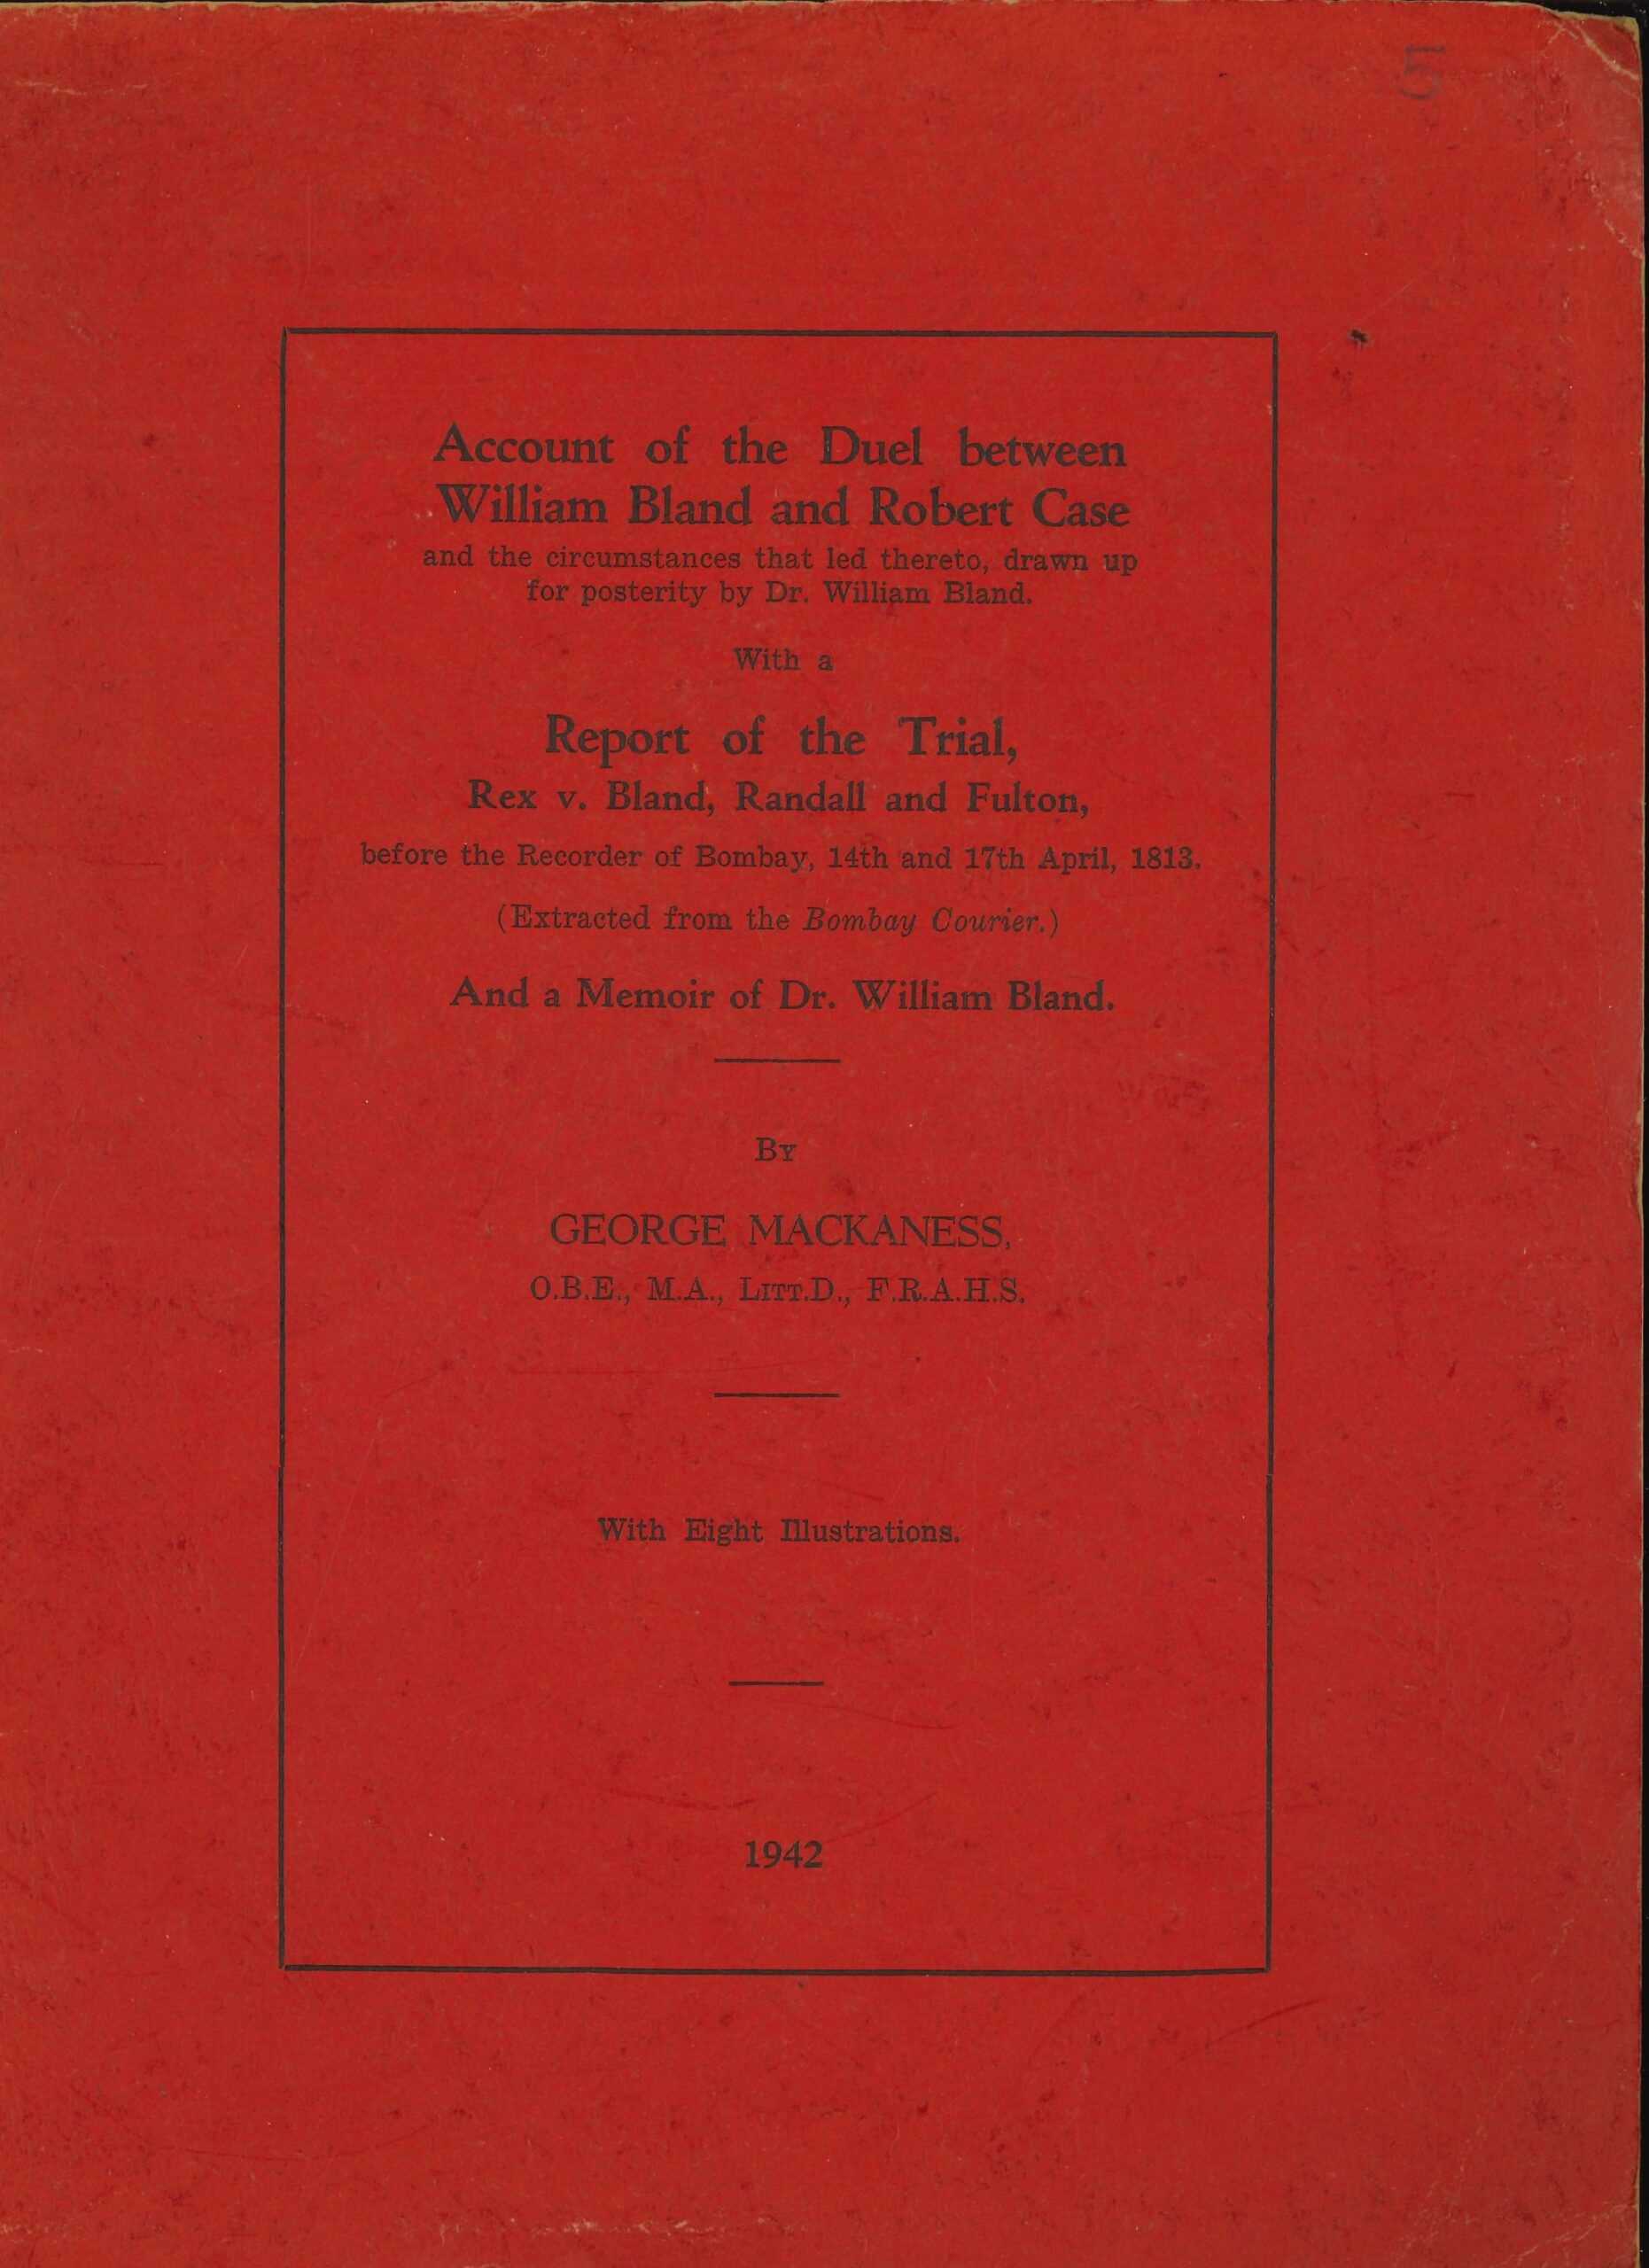 5
Account of the Duel between
William Bland and Robert Case
and the circumstances that led thereto, drawn up
for posterity by Dr. William Bland.
With a
Report of the Trial,
Rex v. Bland, Randall and Fulton,
before the Recorder of Bombay, 14th and 17th April, 1813.
(Extracted from the Bombay Courier.)
And a Memoir of Dr. William Bland.
By
GEORGE MACKANESS,
O.B.E., M.A., LITT.D., F.R.A.H.S.
With Eight Illustrations.
1942